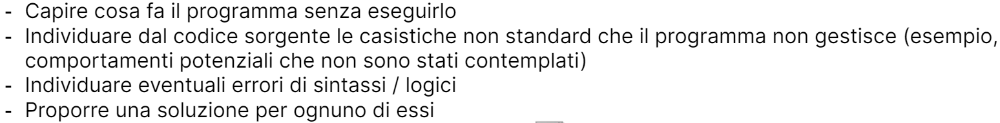 - Capire cosa fa il programma senza eseguirlo
- Individuare dal codice sorgente le casistiche non standard che il programma non gestisce (esempio,
comportamenti potenziali che non sono stati contemplati)
- Individuare eventuali errori di sintassi / logici
- Proporre una soluzione per ognuno di essi